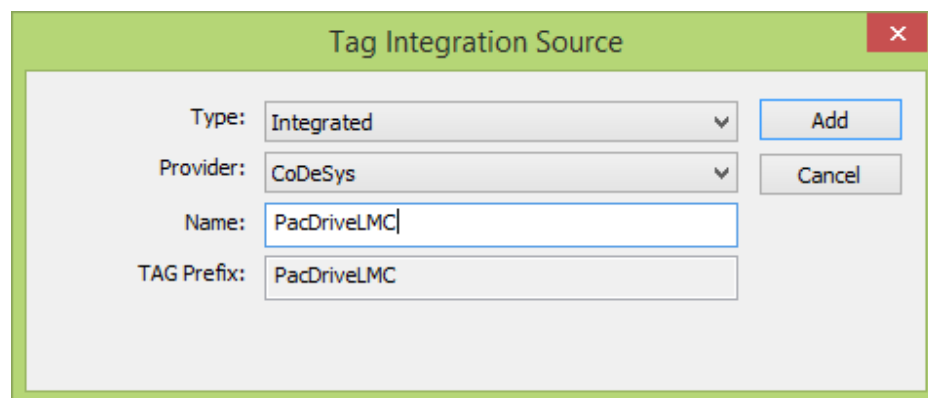 Tag Integration Source
Type: Integrated Add
Provider: CoDeSys Cancel
Name: PacDriveLMC
TAG Prefix: PacDriveLMC